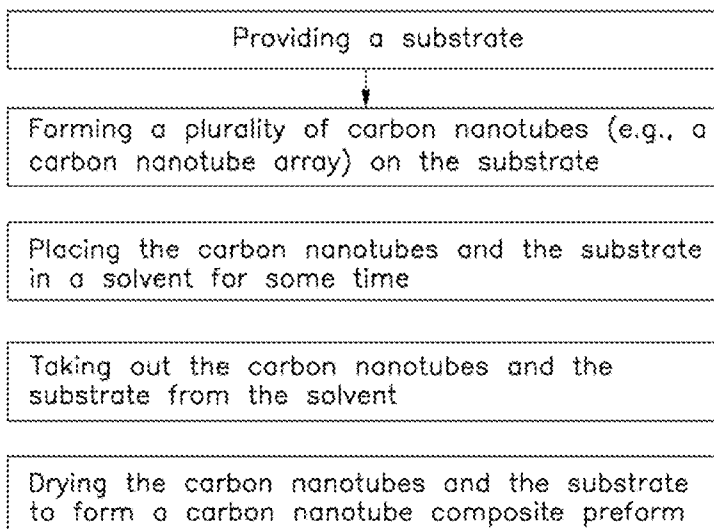 Providing a substrate
Forming a plurality of carbon nanotubes (e.g., a
carbon nanotube array) on the substrate
Placing the carbon nanotubes and the substrate
in a solvent for some time
Taking out the carbon nanotubes and the
substrate from the solvent
Drying the carbon nanotubes and the substrate
to form a carbon nanotube composite preform